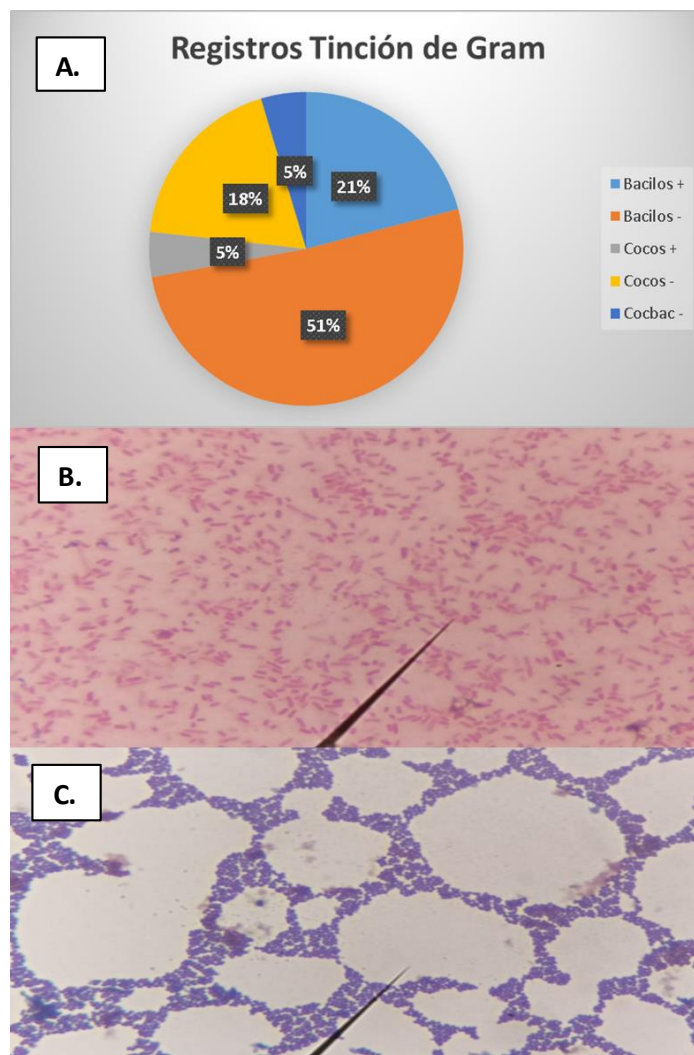 A.
Registros Tinción de Gram
5%
21%
18%
5%
51%
Bacilos +
Bacilos -
Cocos +
Cocos -
Cocbac -
B.
C.